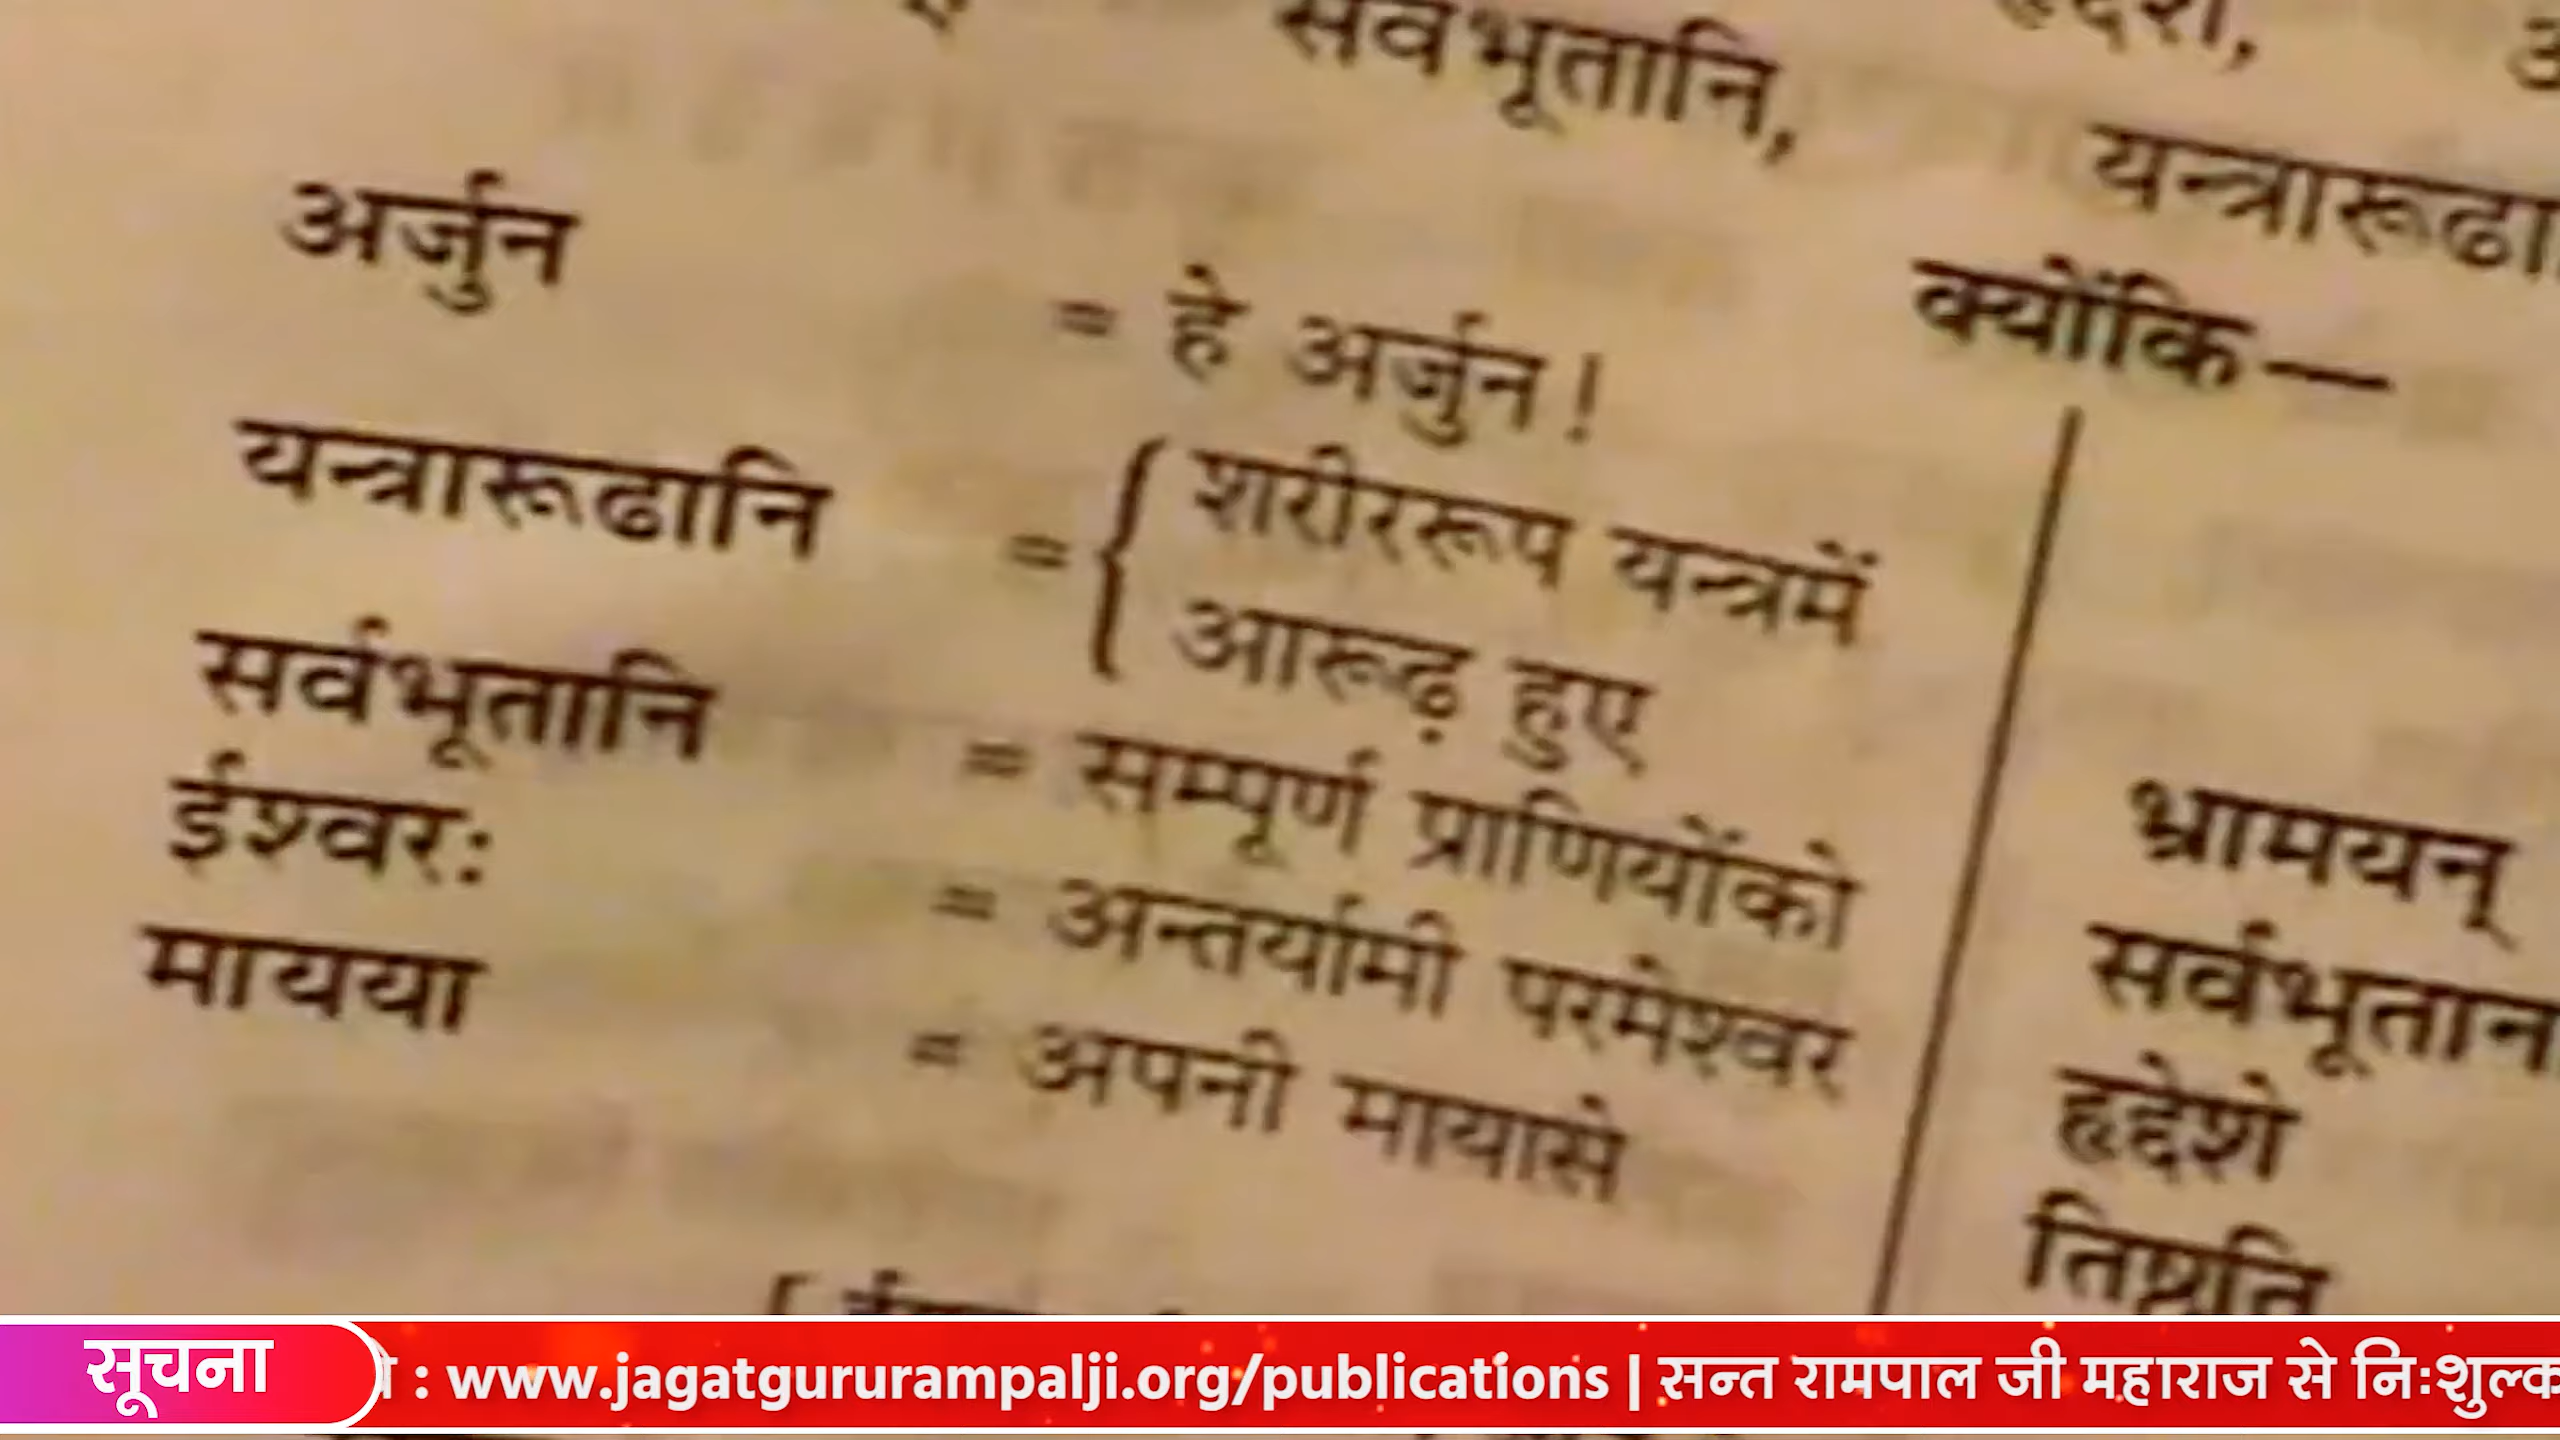 सर्वभूतानि,
यन्त्रारूढा
क्योंकि—
अर्जुन = हे अर्जुन !
यन्त्रारूढानि = { शरीररूप यन्त्रमें
आरूढ़ हुए
सर्वभूतानि = सम्पूर्ण प्राणियोंको
ईश्वरः = अन्तर्यामी परमेश्वर
मायया = अपनी मायासे
भ्रामयन्
सर्वभूतान
हृद्देशे
तिष्ठति
सूचना : www.jagatgururampalji.org/publications | सन्त रामपाल जी महाराज से निःशुल्क